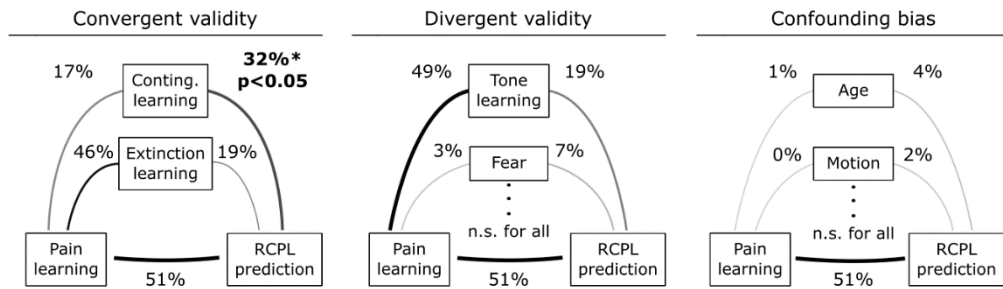 Convergent validity
17%
Conting.
learning
32%*
p<0.05
46%
Extinction
learning
19%
Pain
learning
51%
RCPL
prediction
Divergent validity
49%
Tone
learning
19%
3%
Fear
7%
n.s. for all
Pain
learning
51%
RCPL
prediction
Confounding bias
1%
Age
4%
0%
Motion
2%
n.s. for all
Pain
learning
51%
RCPL
prediction